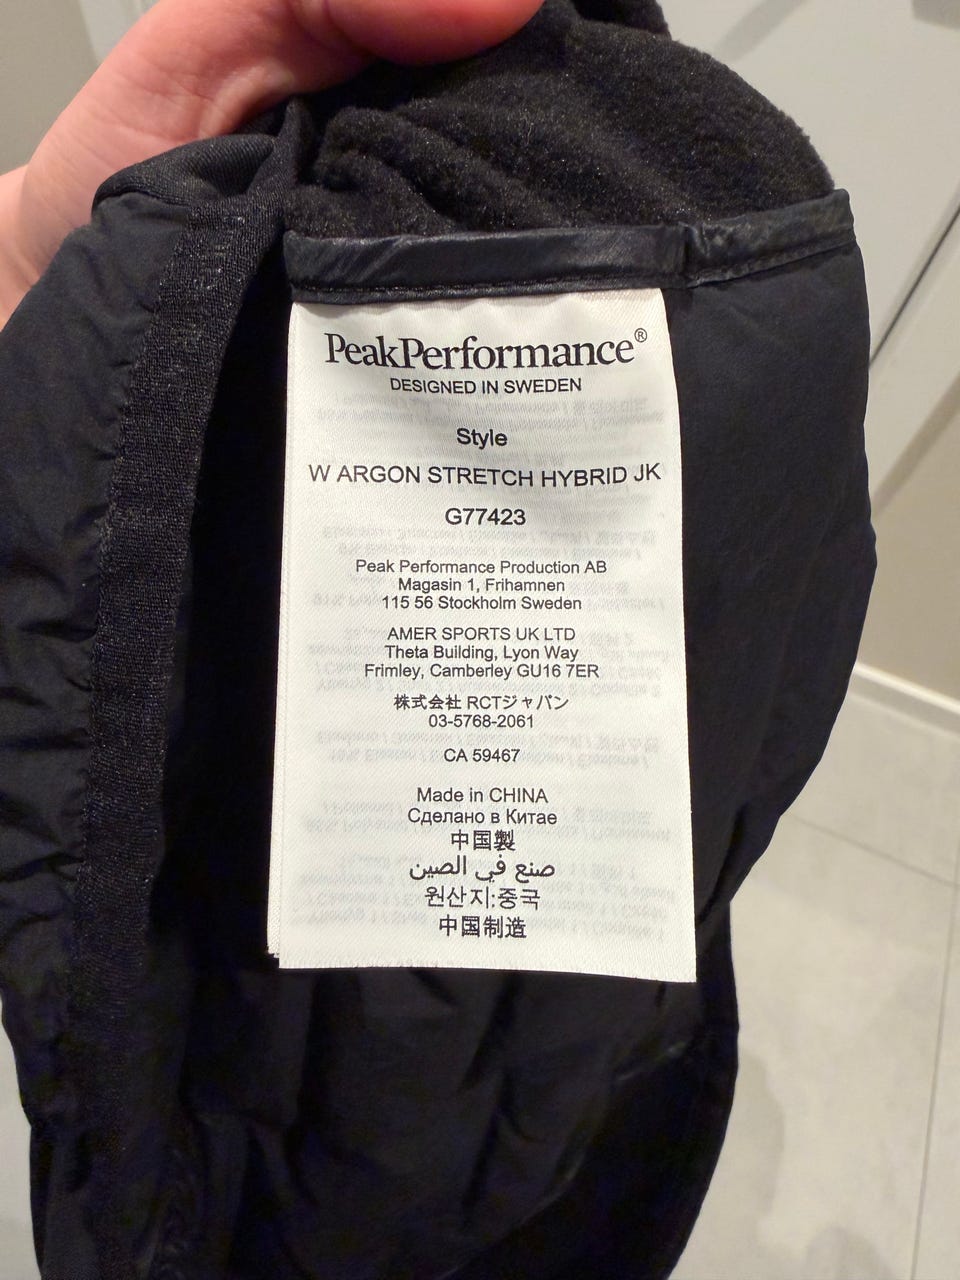 PeakPerformance®
DESIGNED IN SWEDEN
Style
W ARGON STRETCH HYBRID JK
G77423
Peak Performance Production AB
Magasin 1, Frihamnen
115 56 Stockholm Sweden
AMER SPORTS UK LTD
Theta Building, Lyon Way
Frimley, Camberley GU16 7ER
株式会社 RCTジャパン
03-5768-2061
CA 59467
Made in CHINA
Сделано в Китае
中国製
صنع في الصين
원산지:중국
中国制造